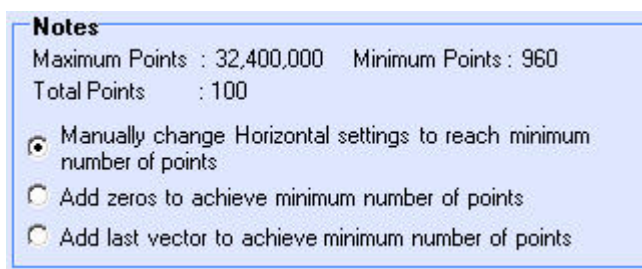 Notes
Maximum Points : 32,400,000 Minimum Points : 960
Total Points : 100
Manually change Horizontal settings to reach minimum
number of points
Add zeros to achieve minimum number of points
Add last vector to achieve minimum number of points